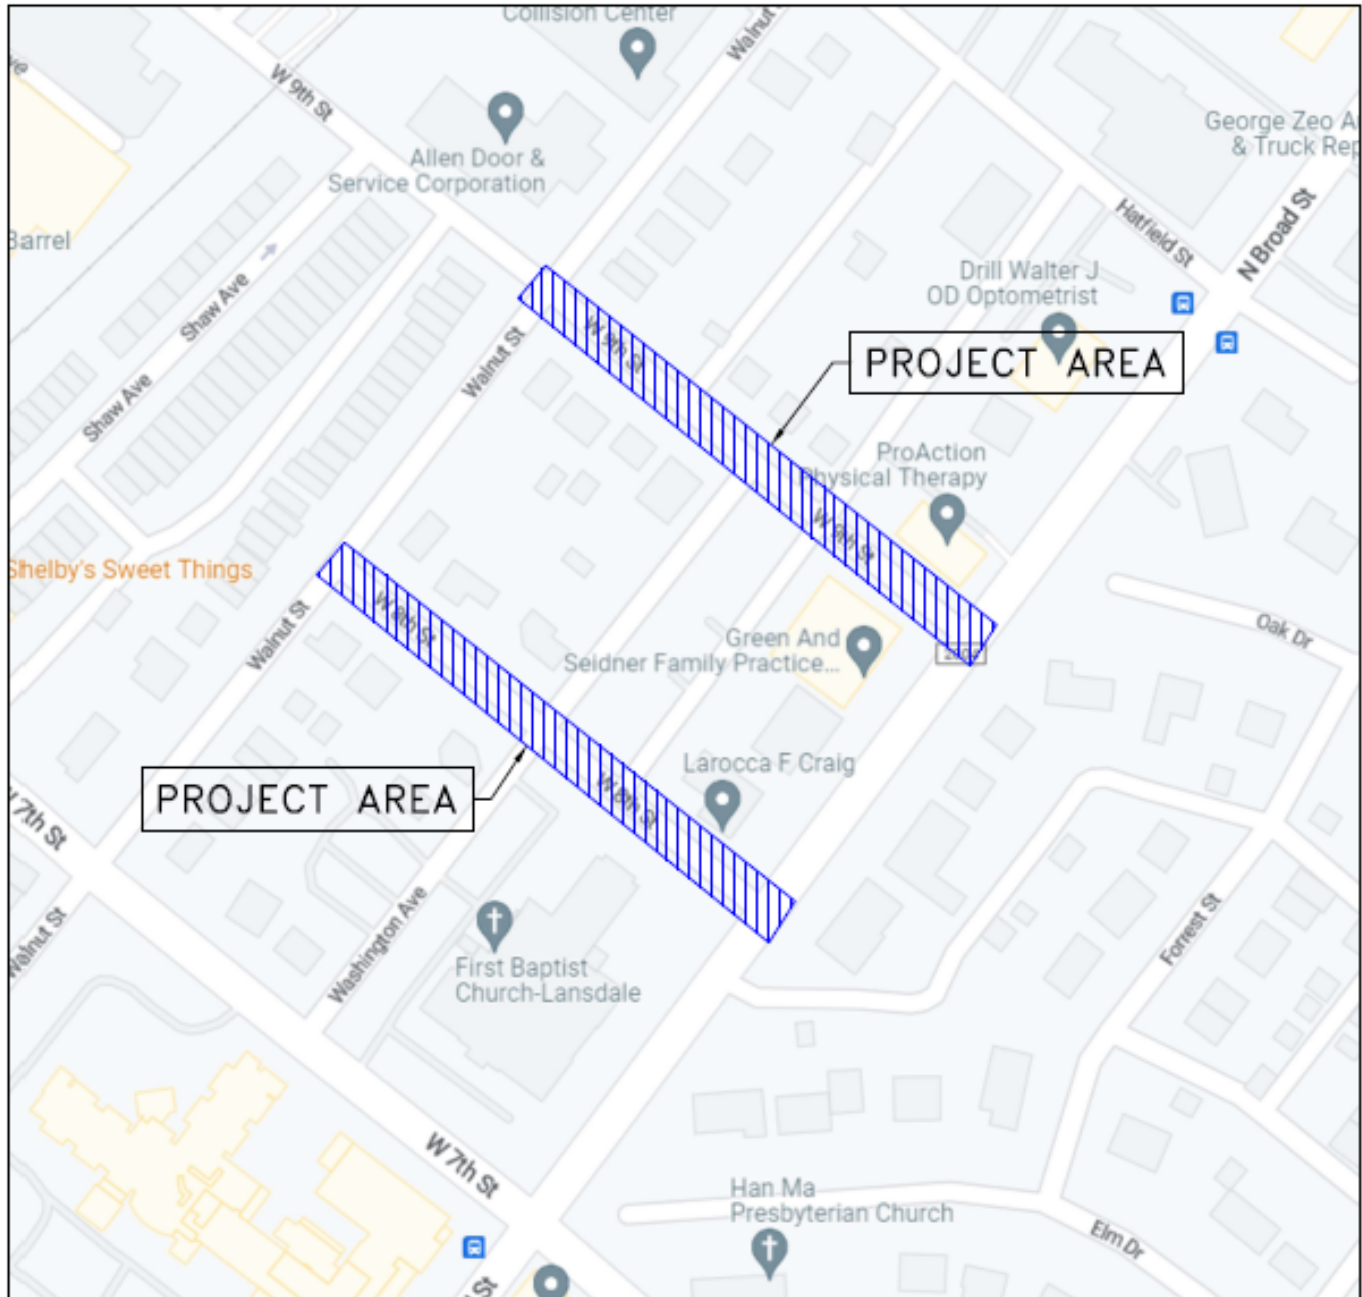 Collision Center
Walnut
ve
W 9th St
George Zeo A
& Truck Rep
Allen Door &
Service Corporation
Hatfield St
N Broad St
Barrel
Drill Walter J
OD Optometrist
Shaw Ave
Walnut St
W 9th St
PROJECT AREA
Shaw Ave
ProAction
Physical Therapy
W 9th St
Shelby's Sweet Things
Walnut St
W 8th St
Green And
Seidner Family Practice...
Oak Dr
Larocca F Craig
PROJECT AREA
W 8th St
W 7th St
Washington Ave
Walnut St
Forrest St
First Baptist
Church-Lansdale
W 7th St
Han Ma
Presbyterian Church
Elm Dr
St